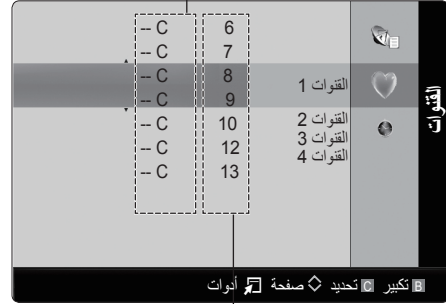 القنوات
القنوات 1
القنوات 2
القنوات 3
القنوات 4
6 C --
7 C --
8 C --
9 C --
10 C --
12 C --
13 C --
B تكبير C تحديد صفحة أدوات